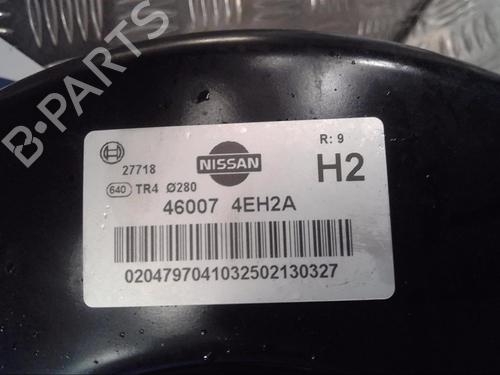 B-PARTS
R: 9
27718
NISSAN
H2
640 TR4 Ø280
46007 4EH2A
0204797041032502130327